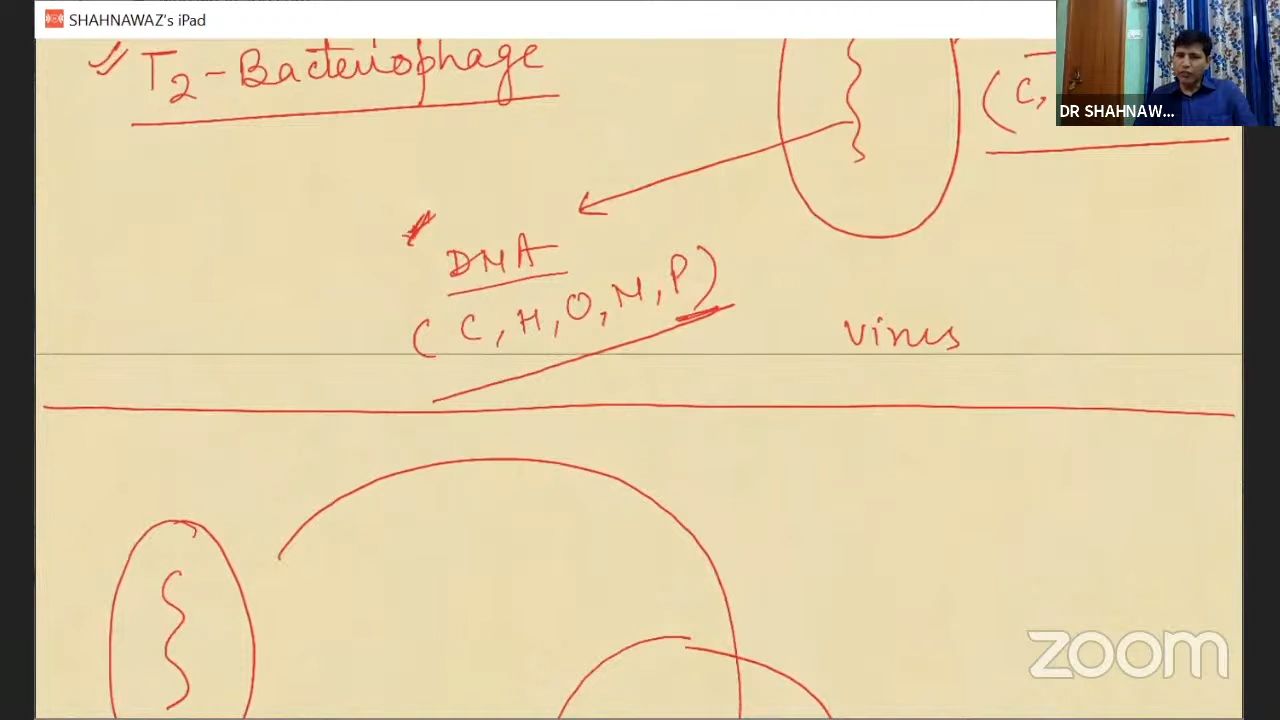 SHAHNAWAZ's iPad
T2-Bacteriophage
(C,
DR SHAHNAW...
DNA
(C, H, O, N, P)
Virus
zoom